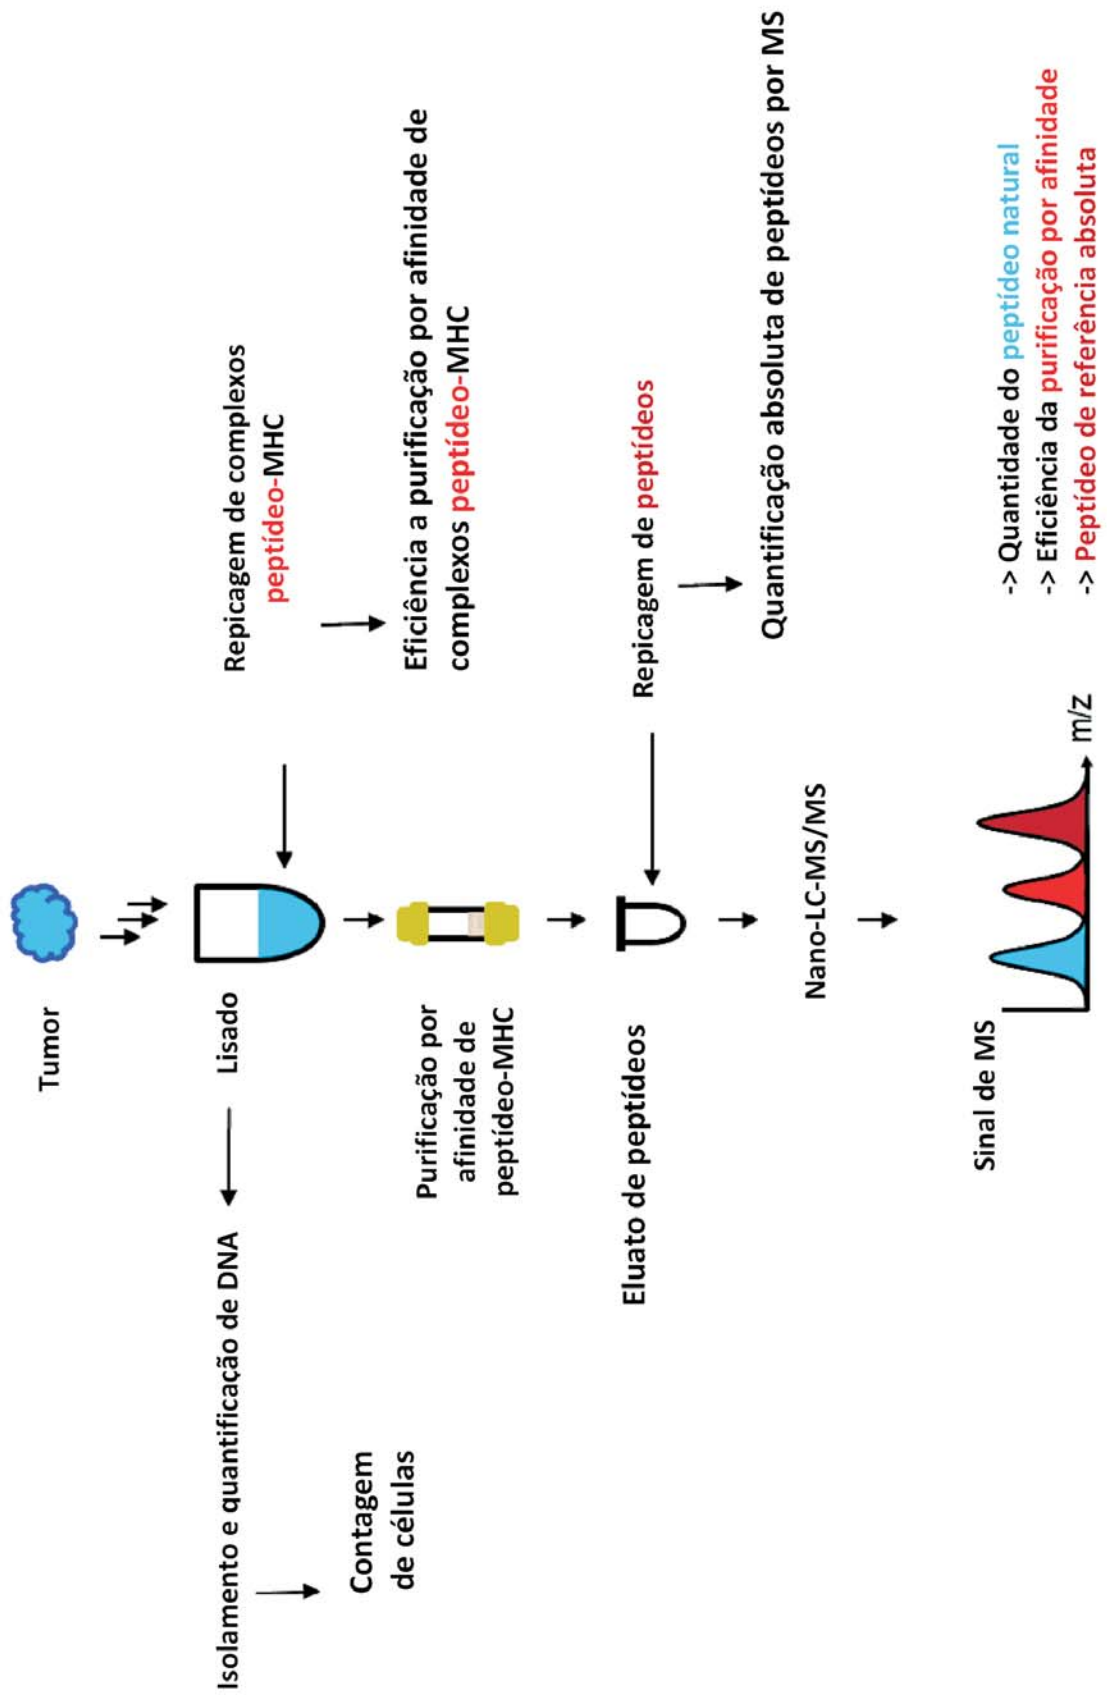 Tumor
Isolamento e quantificação de DNA
Lisado
Repicagem de complexos
peptídeo-MHC
Contagem
de células
Purificação por
afinidade de
peptídeo-MHC
Eficiência a purificação por afinidade de
complexos peptídeo-MHC
Eluato de peptídeos
Repicagem de peptídeos
Quantificação absoluta de peptídeos por MS
Nano-LC-MS/MS
Sinal de MS
m/z
-> Quantidade do peptídeo natural
-> Eficiência da purificação por afinidade
-> Peptídeo de referência absoluta